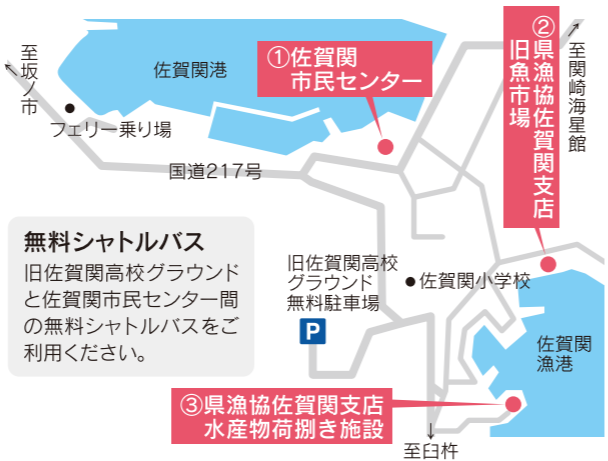 至坂ノ市
佐賀関港
フェリー乗り場
①佐賀関
市民センター
②県漁協佐賀関支店
旧魚市場
至関崎海星館
国道217号
無料シャトルバス
旧佐賀関高校グラウンド
と佐賀関市民センター間
の無料シャトルバスをご
利用ください。
旧佐賀関高校
グラウンド
無料駐車場
P
佐賀関小学校
佐賀関
漁港
③県漁協佐賀関支店
水産物荷捌き施設
至臼杵